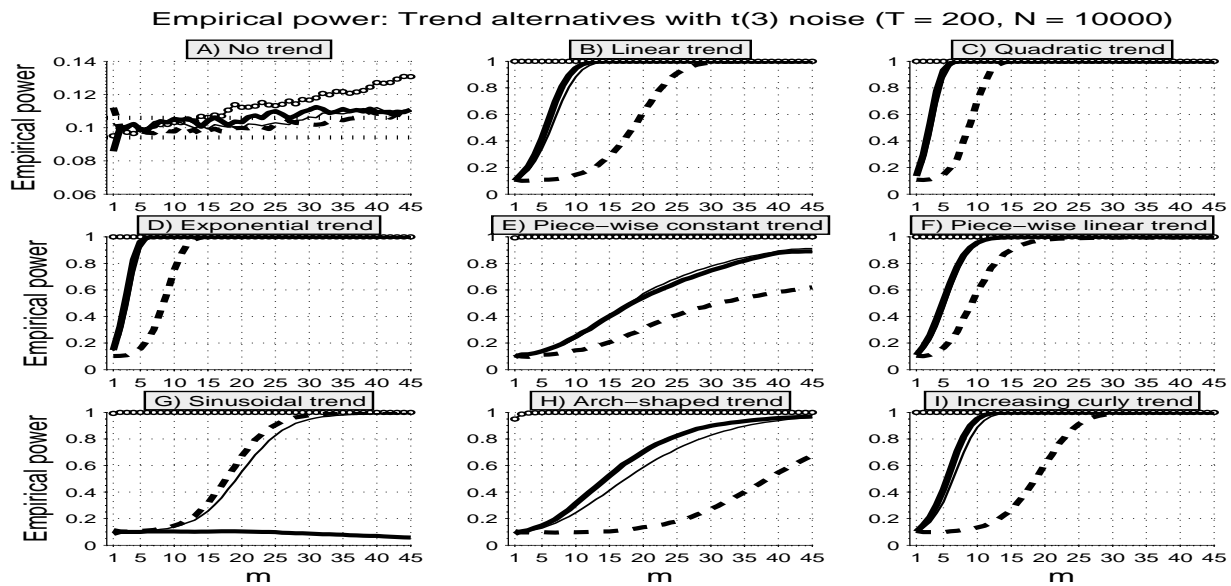 Empirical power: Trend alternatives with t(3) noise (T = 200, N = 10000)
A) No trend
B) Linear trend
C) Quadratic trend
Empirical power
0.14
0.12
0.1
0.08
0.06
1 5 10 15 20 25 30 35 40 45
1
0.8
0.6
0.4
0.2
0
1 5 10 15 20 25 30 35 40 45
1
0.8
0.6
0.4
0.2
0
1 5 10 15 20 25 30 35 40 45
D) Exponential trend
E) Piece-wise constant trend
F) Piece-wise linear trend
Empirical power
1
0.8
0.6
0.4
0.2
0
1 5 10 15 20 25 30 35 40 45
1
0.8
0.6
0.4
0.2
0
1 5 10 15 20 25 30 35 40 45
1
0.8
0.6
0.4
0.2
0
1 5 10 15 20 25 30 35 40 45
G) Sinusoidal trend
H) Arch-shaped trend
I) Increasing curly trend
Empirical power
1
0.8
0.6
0.4
0.2
0
1 5 10 15 20 25 30 35 40 45
m
1
0.8
0.6
0.4
0.2
0
1 5 10 15 20 25 30 35 40 45
m
1
0.8
0.6
0.4
0.2
0
1 5 10 15 20 25 30 35 40 45
m